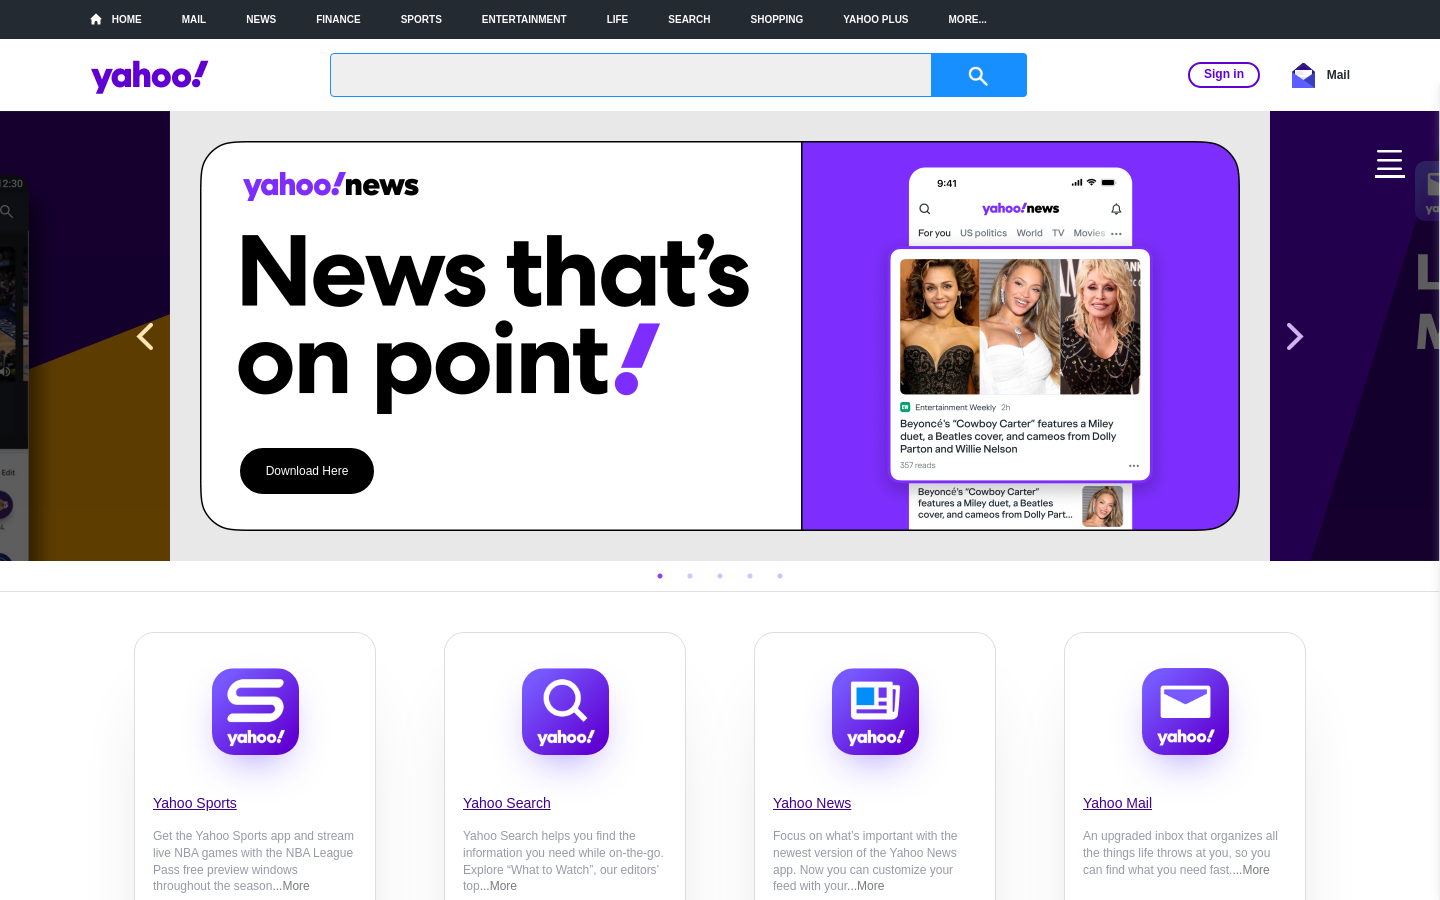 HOME MAIL NEWS FINANCE SPORTS ENTERTAINMENT LIFE SEARCH SHOPPING YAHOO PLUS MORE...
yahoo!
Sign in
Mail
12:30
Edit
yahoo!news
News that's
on point!
Download Here
9:41
yahoo!news
For you US politics World TV Movies
Entertainment Weekly 2h
Beyoncé's "Cowboy Carter" features a Miley
duet, a Beatles cover, and cameos from Dolly
Parton and Willie Nelson
357 reads
Beyoncé's "Cowboy Carter"
features a Miley duet, a Beatles
cover, and cameos from Dolly Part...
yahoo!
Yahoo Sports
Get the Yahoo Sports app and stream
live NBA games with the NBA League
Pass free preview windows
throughout the season...More
yahoo!
Yahoo Search
Yahoo Search helps you find the
information you need while on-the-go.
Explore “What to Watch”, our editors’
top...More
yahoo!
Yahoo News
Focus on what’s important with the
newest version of the Yahoo News
app. Now you can customize your
feed with your...More
yahoo!
Yahoo Mail
An upgraded inbox that organizes all
the things life throws at you, so you
can find what you need fast....More